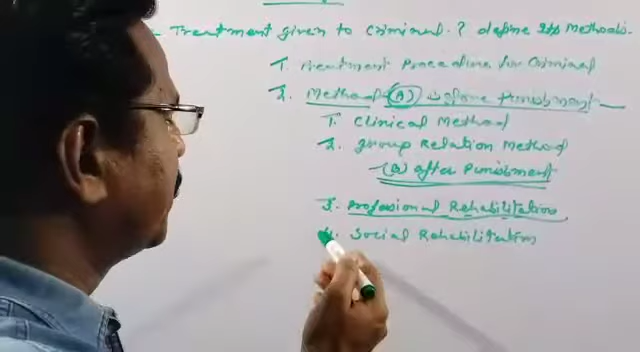 - Treatment given to Criminal. ? define its Methods.
1. Treatment Procedure for Criminal
2. Method (A) before Punishment
1. Clinical Method
2. group Relation Method
(B) after Punishment
3. Professional Rehabilitation
4. Social Rehabilitation